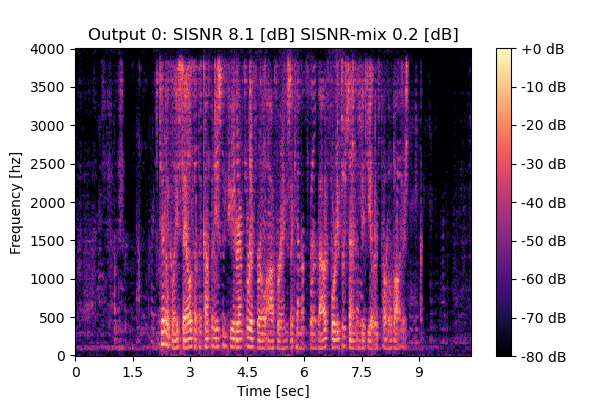 Output 0: SISNR 8.1 [dB] SISNR-mix 0.2 [dB]
4000
3500
3000
2500
2000
1500
1000
500
0
Frequency [hz]
0 1.5 3 4.5 6 7.5 9
Time [sec]
+0 dB
-10 dB
-20 dB
-30 dB
-40 dB
-50 dB
-60 dB
-70 dB
-80 dB